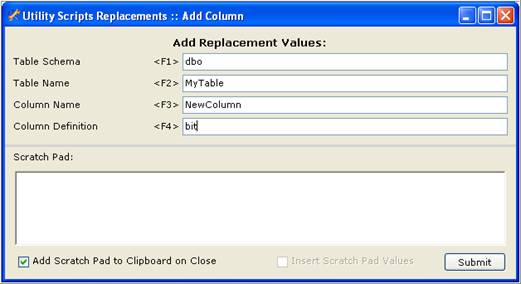 Utility Scripts Replacements :: Add Column
Add Replacement Values:
Table Schema <F1> dbo
Table Name <F2> MyTable
Column Name <F3> NewColumn
Column Definition <F4> bit
Scratch Pad:
Add Scratch Pad to Clipboard on Close Insert Scratch Pad Values Submit